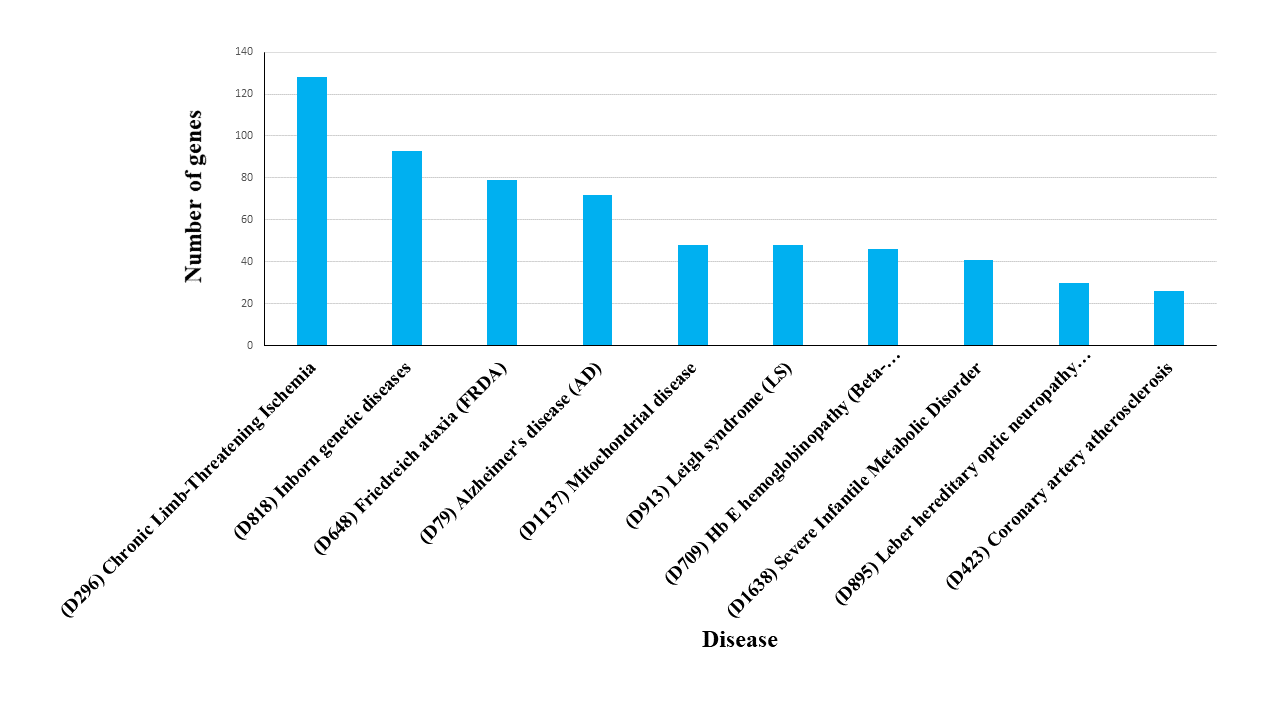 140
120
100
80
60
40
20
0
Number of genes
(D296) Chronic Limb-Threatening Ischemia
(D818) Inborn genetic diseases
(D648) Friedreich ataxia (FRDA)
(D79) Alzheimer's disease (AD)
(D1137) Mitochondrial disease
(D913) Leigh syndrome (LS)
(D709) Hb E hemoglobinopathy (Beta-…
(D1638) Severe Infantile Metabolic Disorder
(D895) Leber hereditary optic neuropathy…
(D423) Coronary artery atherosclerosis
Disease